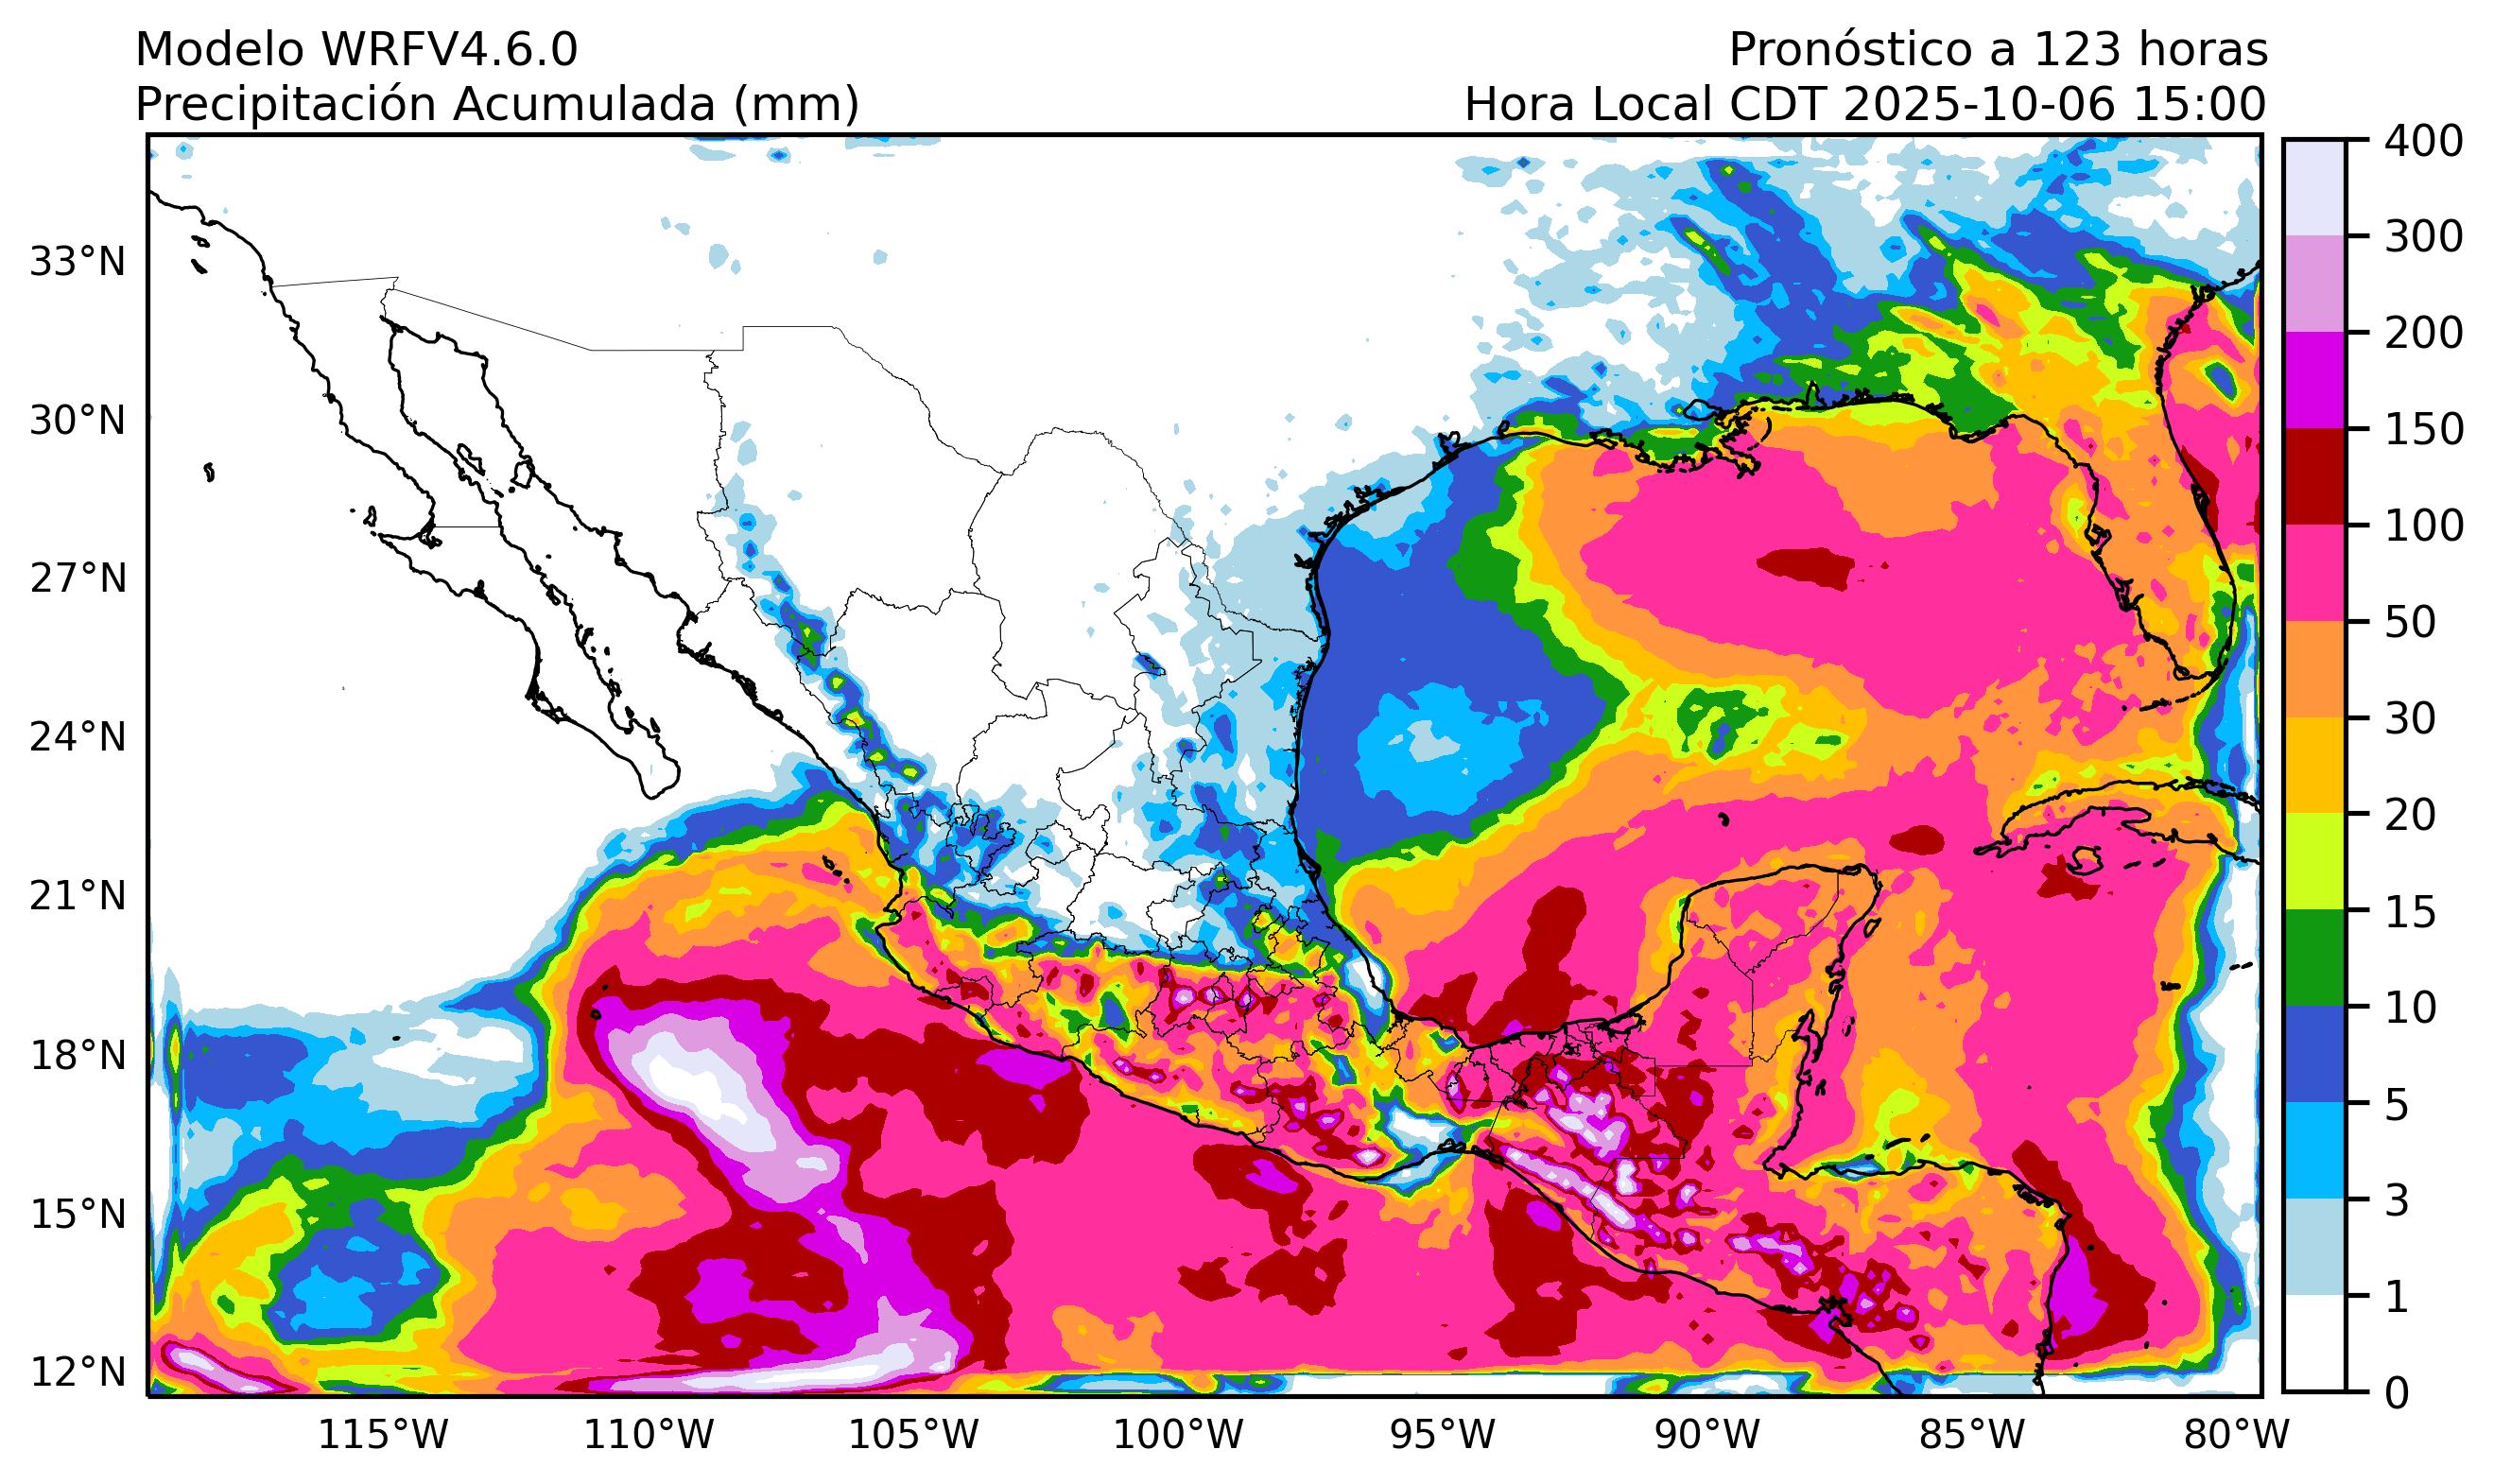 Modelo WRFV4.6.0
Pronóstico a 123 horas
Precipitación Acumulada (mm)
Hora Local CDT 2025-10-06 15:00
33°N
30°N
27°N
24°N
21°N
18°N
15°N
12°N
115°W
110°W
105°W
100°W
95°W
90°W
85°W
80°W
400
300
200
150
100
50
30
20
15
10
5
3
1
0